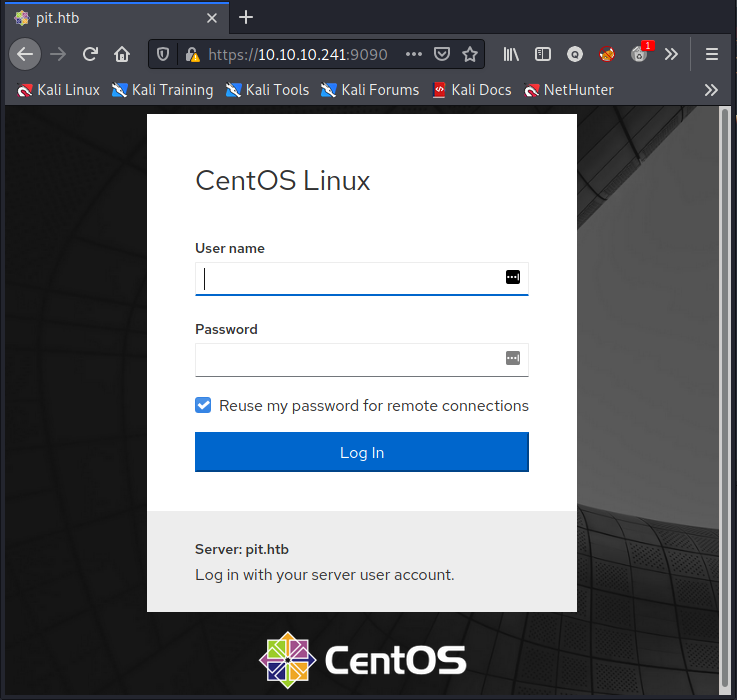 pit.htb
https://10.10.10.241:9090
1
Kali Linux Kali Training Kali Tools Kali Forums Kali Docs NetHunter
CentOS Linux
User name
Password
Reuse my password for remote connections
Log In
Server: pit.htb
Log in with your server user account.
CentOS